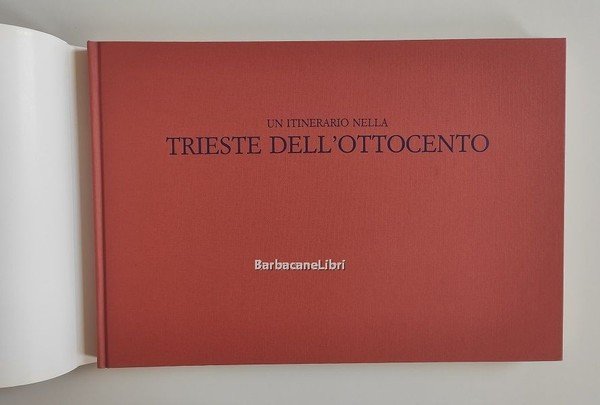 UN ITINERARIO NELLA
TRIESTE DELL'OTTOCENTO
BarbacaneLibri